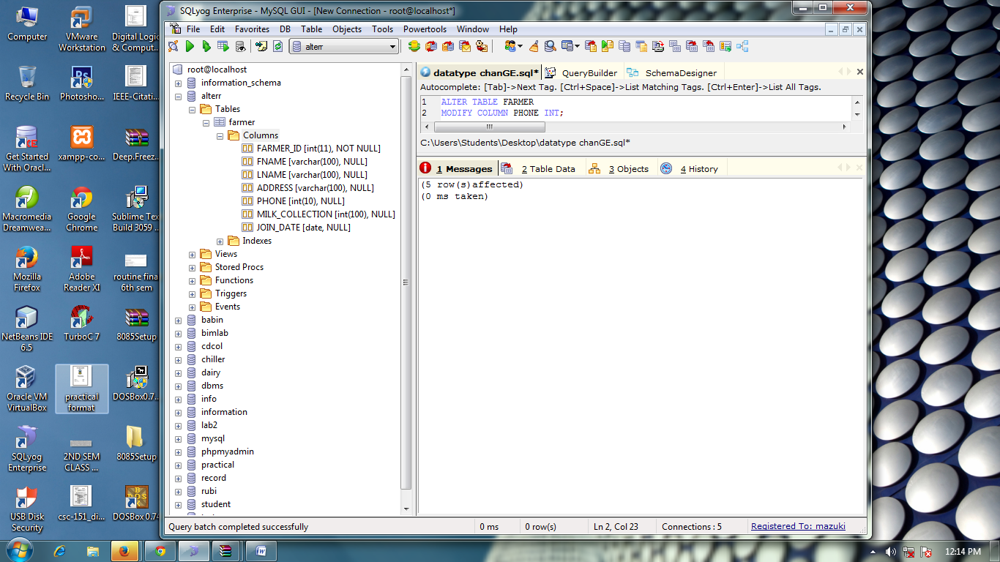 Computer
VMware
Workstation
Digital Logic
& Comput...
Recycle Bin
Photosho...
IEEE-Citati...
Get Started
With Oracl...
xampp-co...
Deep.Freez...
Macromedia
Dreamwea...
Google
Chrome
Sublime Tex
Build 3059 ...
Mozilla
Firefox
Adobe
Reader XI
routine fina
6th sem
NetBeans IDE
6.5
TurboC 7
8085Setup
Oracle VM
VirtualBox
practical
format
DOSBox0.7...
SQLyog
Enterprise
2ND SEM
CLASS ...
8085Setup
USB Disk
Security
csc-151_di...
DOSBox 0.74
SQLyog Enterprise - MySQL GUI - [New Connection - root@localhost*]
File Edit Favorites DB Table Objects Tools Powertools Window Help
alterr
root@localhost
information_schema
alterr
Tables
farmer
Columns
FARMER_ID [int(11), NOT NULL]
FNAME [varchar(100), NULL]
LNAME [varchar(100), NULL]
ADDRESS [varchar(100), NULL]
PHONE [int(10), NULL]
MILK_COLLECTION [int(100), NULL]
JOIN_DATE [date, NULL]
Indexes
Views
Stored Procs
Functions
Triggers
Events
babin
bimlab
cdcol
chiller
dairy
dbms
info
information
lab2
mysql
phpmyadmin
practical
record
rubi
student
datatype chanGE.sql* QueryBuilder SchemaDesigner
Autocomplete: [Tab]->Next Tag. [Ctrl+Space]->List Matching Tags. [Ctrl+Enter]->List All Tags.
1 ALTER TABLE FARMER
2 MODIFY COLUMN PHONE INT;
C:\Users\Students\Desktop\datatype chanGE.sql*
1 Messages 2 Table Data 3 Objects 4 History
(5 row(s)affected)
(0 ms taken)
Query batch completed successfully 0 ms 0 row(s) Ln 2, Col 23 Connections : 5 Registered To: mazuki
12:14 PM